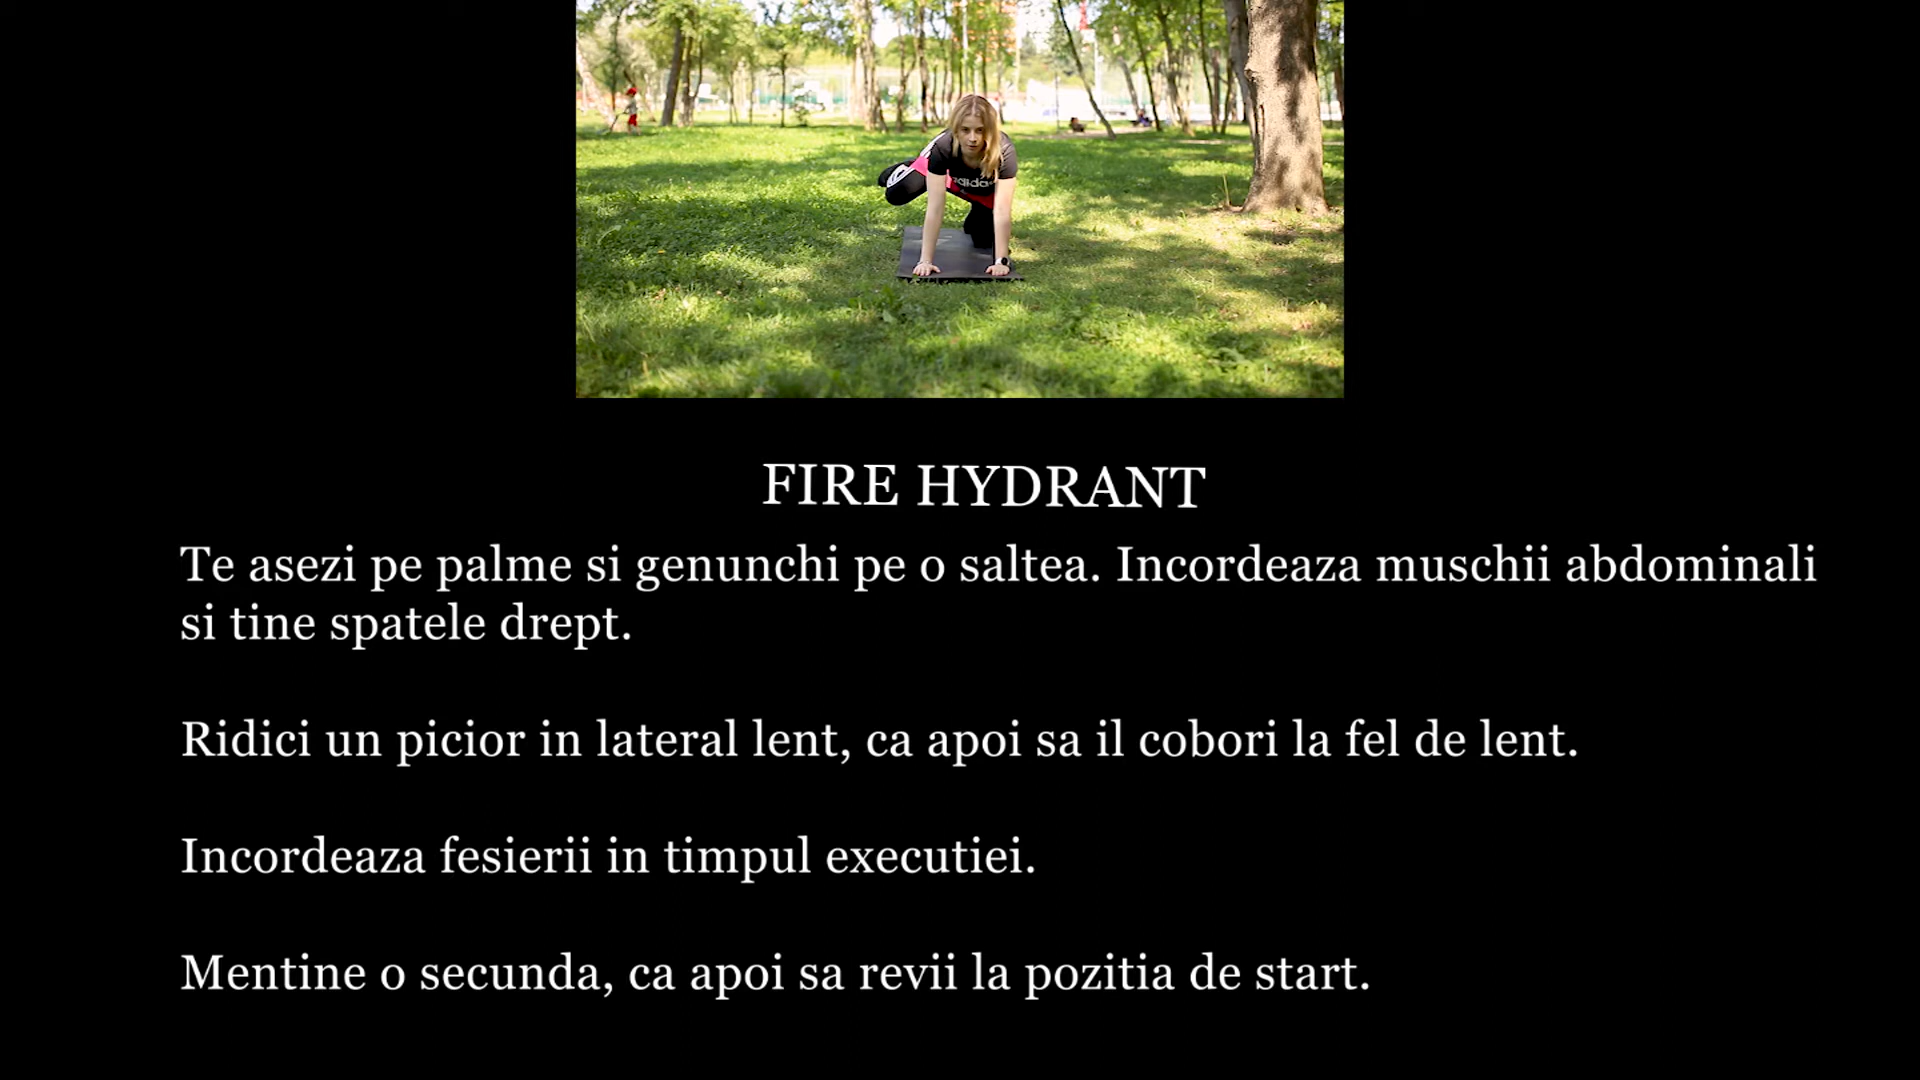 adidas
FIRE HYDRANT
Te asezi pe palme si genunchi pe o saltea. Incordeaza muschii abdominali
si tine spatele drept.
Ridici un picior in lateral lent, ca apoi sa il cobori la fel de lent.
Incordeaza fesierii in timpul executiei.
Mentine o secunda, ca apoi sa revii la pozitia de start.